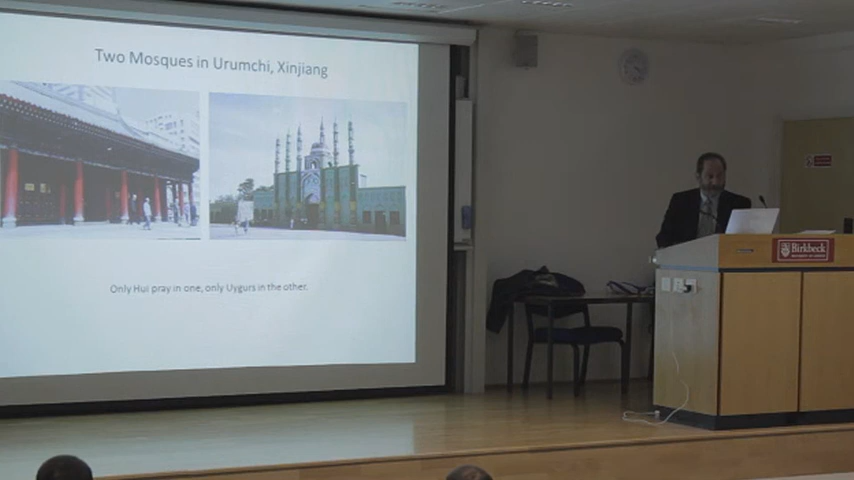 Two Mosques in Urumchi, Xinjiang
Only Hui pray in one, only Uygurs in the other.
Birkbeck